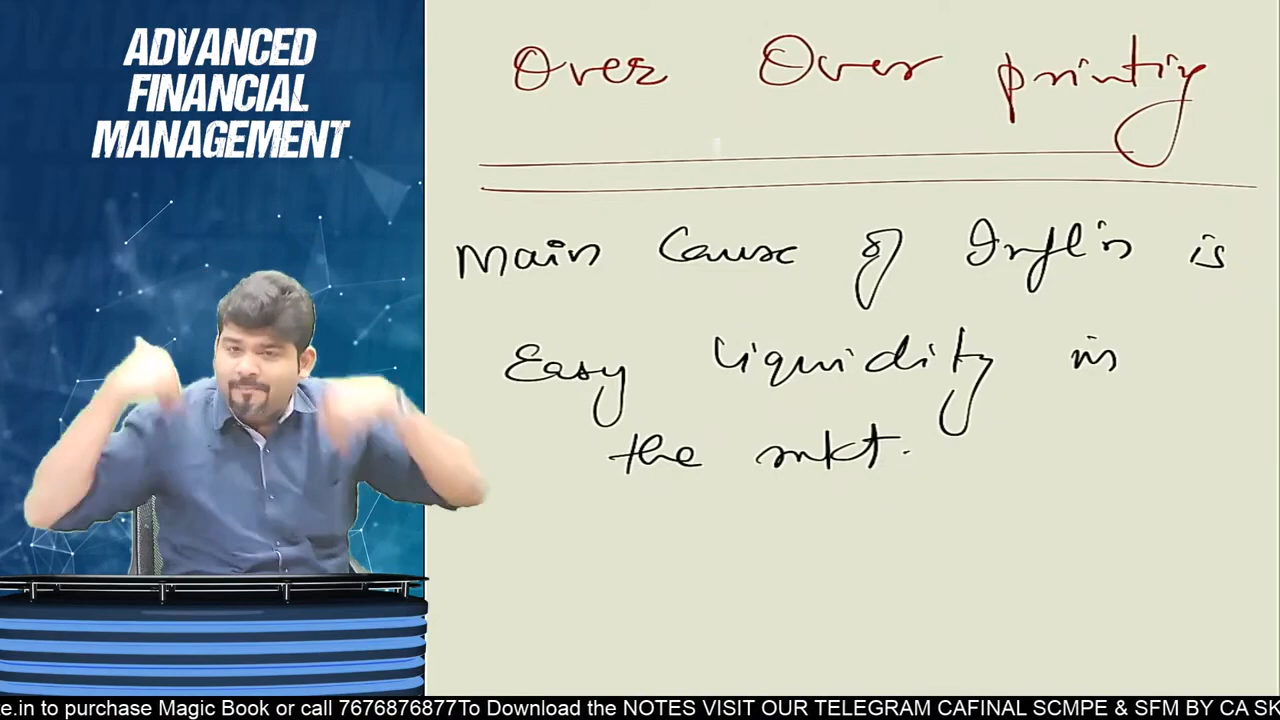 ADVANCED
FINANCIAL
MANAGEMENT
Over Over printing
Main Cause of Infl'n is
Easy liquidity in
the mkt.
te.in to purchase Magic Book or call 7676876877To Download the NOTES VISIT OUR TELEGRAM CAFINAL SCMPE & SFM BY CA SK